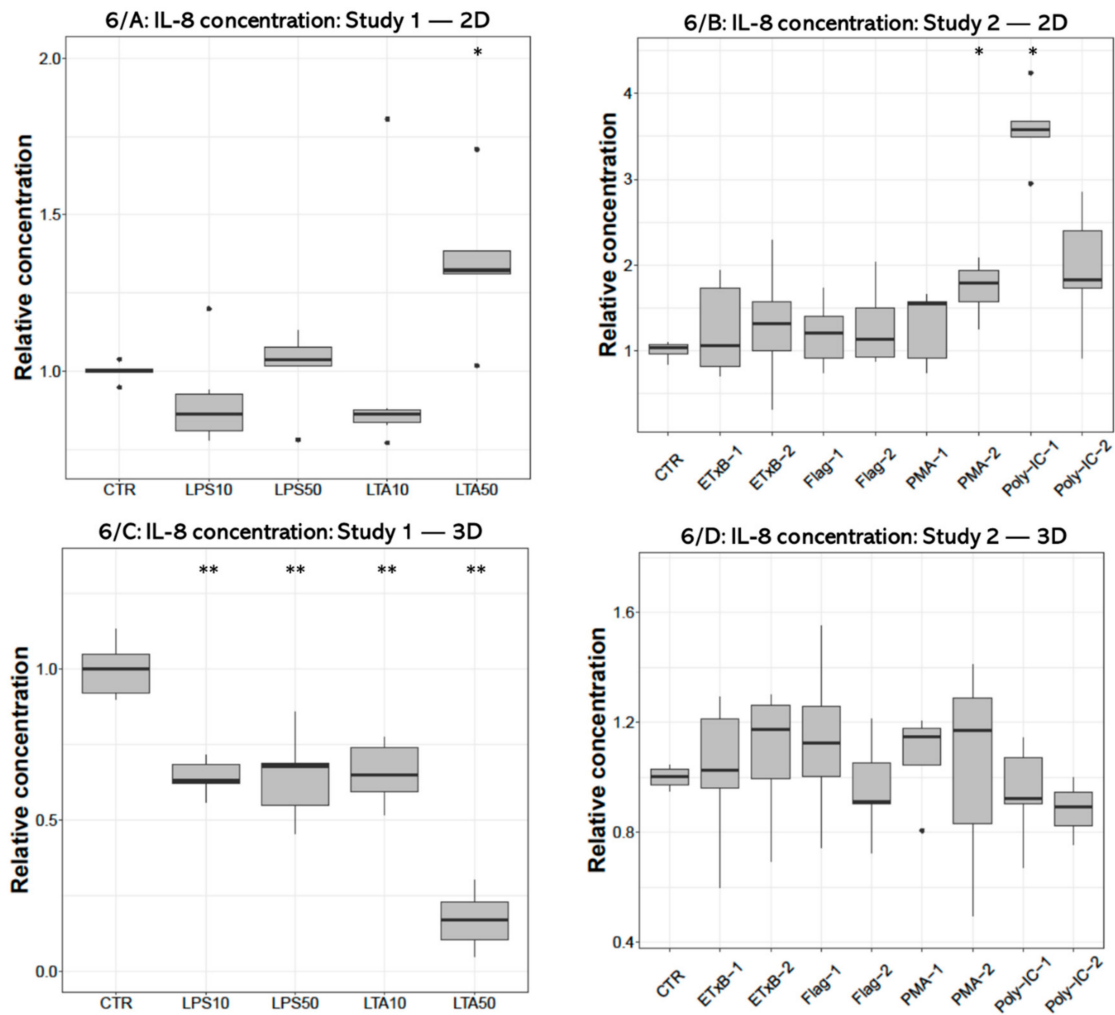 6/A: IL-8 concentration: Study 1 — 2D
*
2.0
1.5
1.0
Relative concentration
CTR LPS10 LPS50 LTA10 LTA50
6/B: IL-8 concentration: Study 2 — 2D
* *
4
3
2
1
Relative concentration
CTR ETxB-1 ETxB-2 Flag-1 Flag-2 PMA-1 PMA-2 Poly-IC-1 Poly-IC-2
6/C: IL-8 concentration: Study 1 — 3D
** ** ** **
1.0
0.5
0.0
Relative concentration
CTR LPS10 LPS50 LTA10 LTA50
6/D: IL-8 concentration: Study 2 — 3D
1.6
1.2
0.8
0.4
Relative concentration
CTR ETxB-1 ETxB-2 Flag-1 Flag-2 PMA-1 PMA-2 Poly-IC-1 Poly-IC-2